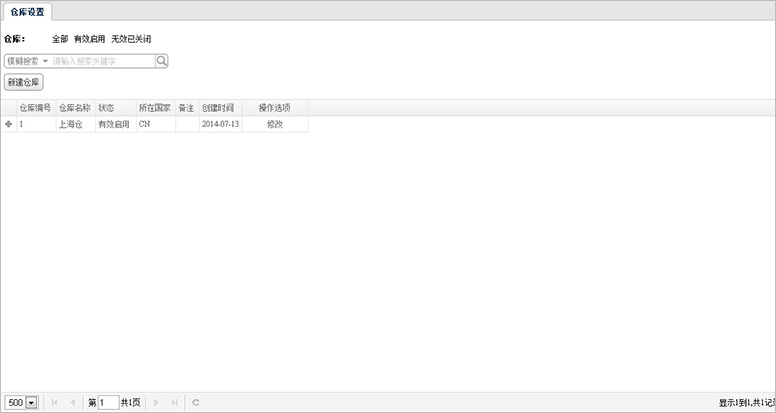 仓库设置
仓库： 全部 有效启用 无效已关闭
模糊搜索 请输入搜索关键字
新建仓库
仓库编号 仓库名称 状态 所在国家 备注 创建时间 操作选项
1 上海仓 有效启用 CN 2014-07-13 修改
500 第 1 共1页 显示1到1,共1记录